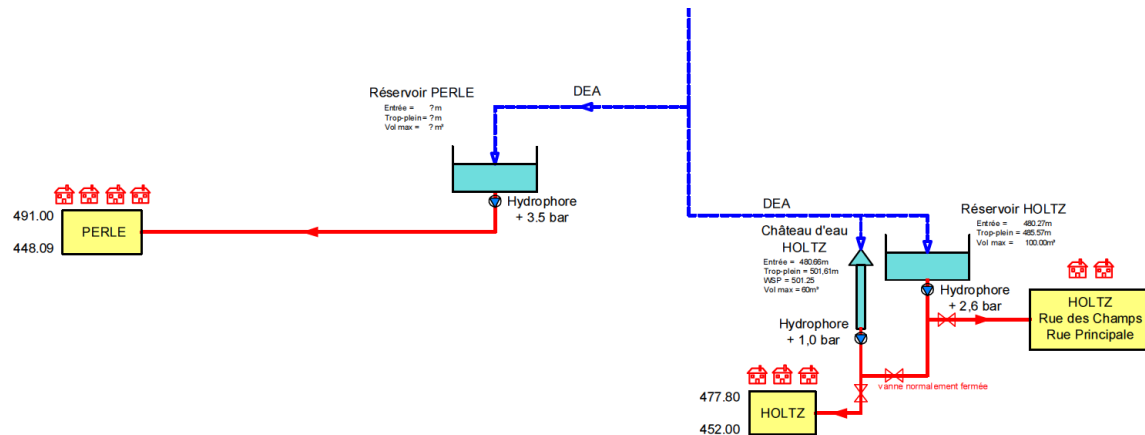 DEA
Réservoir PERLE
Entrée = ? m
Trop-plein = ? m
Vol max = ? m³
Hydrophore
+ 3.5 bar
491.00
PERLE
448.09
DEA
Château d'eau
HOLTZ
Entrée = 480.66m
Trop-plein = 501,61m
WSP = 501.25
Vol max = 60m³
Réservoir HOLTZ
Entrée = 480.27m
Trop-plein = 485.57m
Vol max = 100.00m³
Hydrophore
+ 2,6 bar
HOLTZ
Rue des Champs
Rue Principale
Hydrophore
+ 1,0 bar
vanne normalement fermée
477.80
HOLTZ
452.00